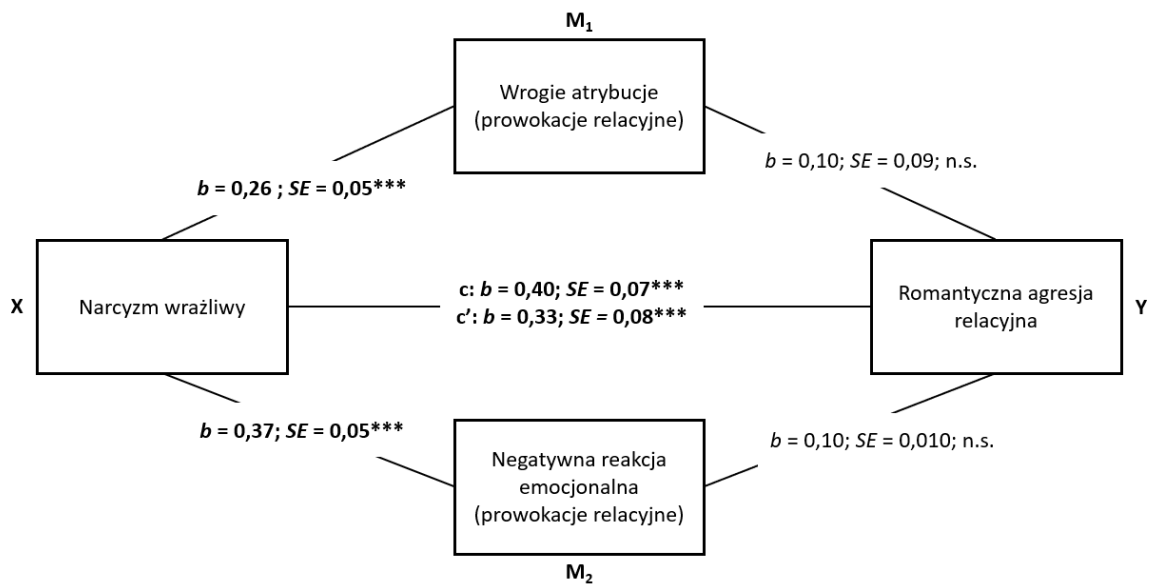 M1
Wrogie atrybucje
(prowokacje relacyjne)
b = 0,10; SE = 0,09; n.s.
b = 0,26 ; SE = 0,05***
X
Narcyzm wrażliwy
c: b = 0,40; SE = 0,07***
c’: b = 0,33; SE = 0,08***
Romantyczna agresja
relacyjna
Y
b = 0,37; SE = 0,05***
b = 0,10; SE = 0,010; n.s.
Negatywna reakcja
emocjonalna
(prowokacje relacyjne)
M2